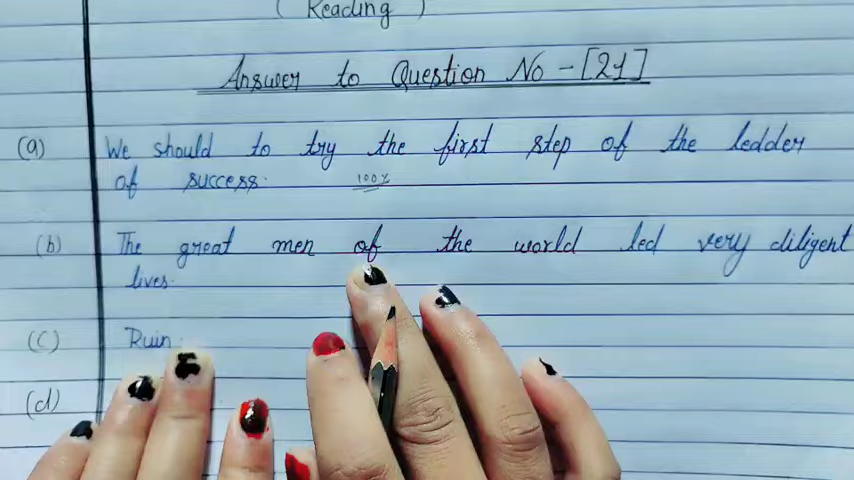 ( Reading )
Answer to Question No - [21]
(a) We should to try the first step of the ledder
of success.
100%
(b) The great men of the world led very diligent
lives.
(c) Ruin.
(d)